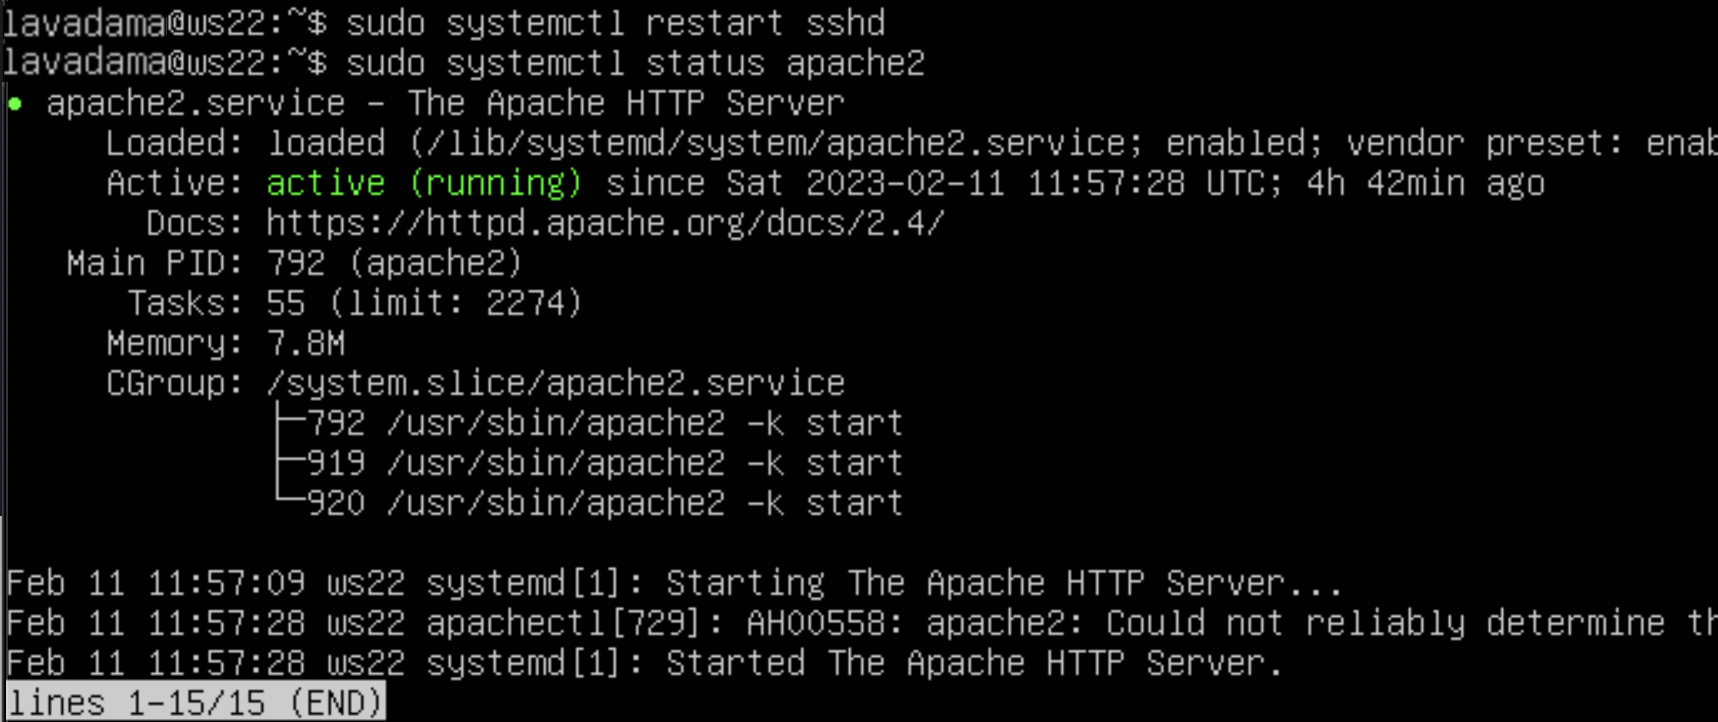 lavadama@ws22:~$ sudo systemctl restart sshd
lavadama@ws22:~$ sudo systemctl status apache2
● apache2.service - The Apache HTTP Server
     Loaded: loaded (/lib/systemd/system/apache2.service; enabled; vendor preset: enab
     Active: active (running) since Sat 2023-02-11 11:57:28 UTC; 4h 42min ago
       Docs: https://httpd.apache.org/docs/2.4/
   Main PID: 792 (apache2)
      Tasks: 55 (limit: 2274)
     Memory: 7.8M
     CGroup: /system.slice/apache2.service
             ├─792 /usr/sbin/apache2 -k start
             ├─919 /usr/sbin/apache2 -k start
             └─920 /usr/sbin/apache2 -k start
Feb 11 11:57:09 ws22 systemd[1]: Starting The Apache HTTP Server...
Feb 11 11:57:28 ws22 apachectl[729]: AH00558: apache2: Could not reliably determine th
Feb 11 11:57:28 ws22 systemd[1]: Started The Apache HTTP Server.
lines 1-15/15 (END)